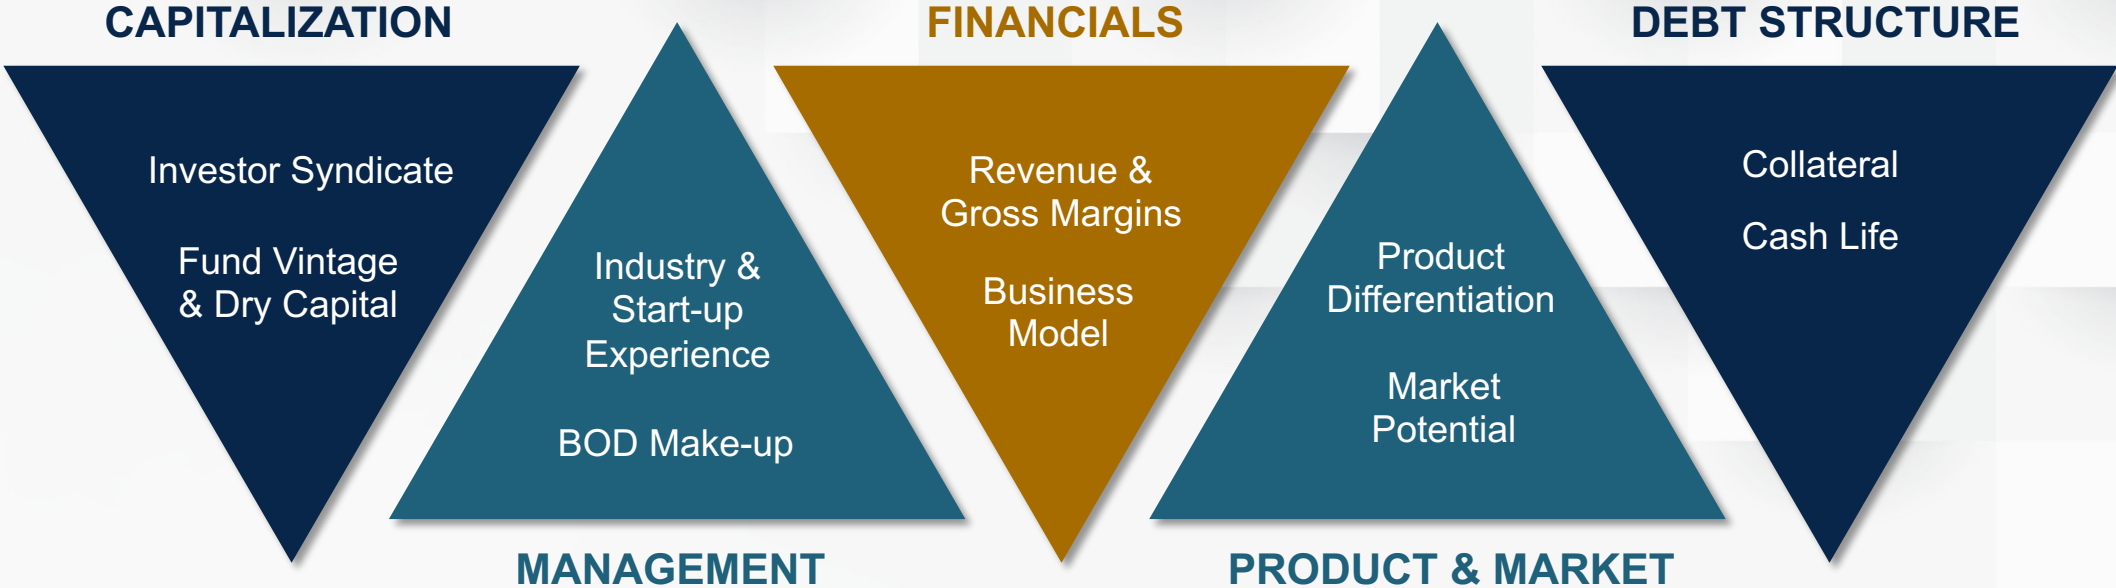 CAPITALIZATION
Investor Syndicate
Fund Vintage
& Dry Capital
Industry &
Start-up
Experience
BOD Make-up
MANAGEMENT
FINANCIALS
Revenue &
Gross Margins
Business
Model
Product
Differentiation
Market
Potential
PRODUCT & MARKET
DEBT STRUCTURE
Collateral
Cash Life